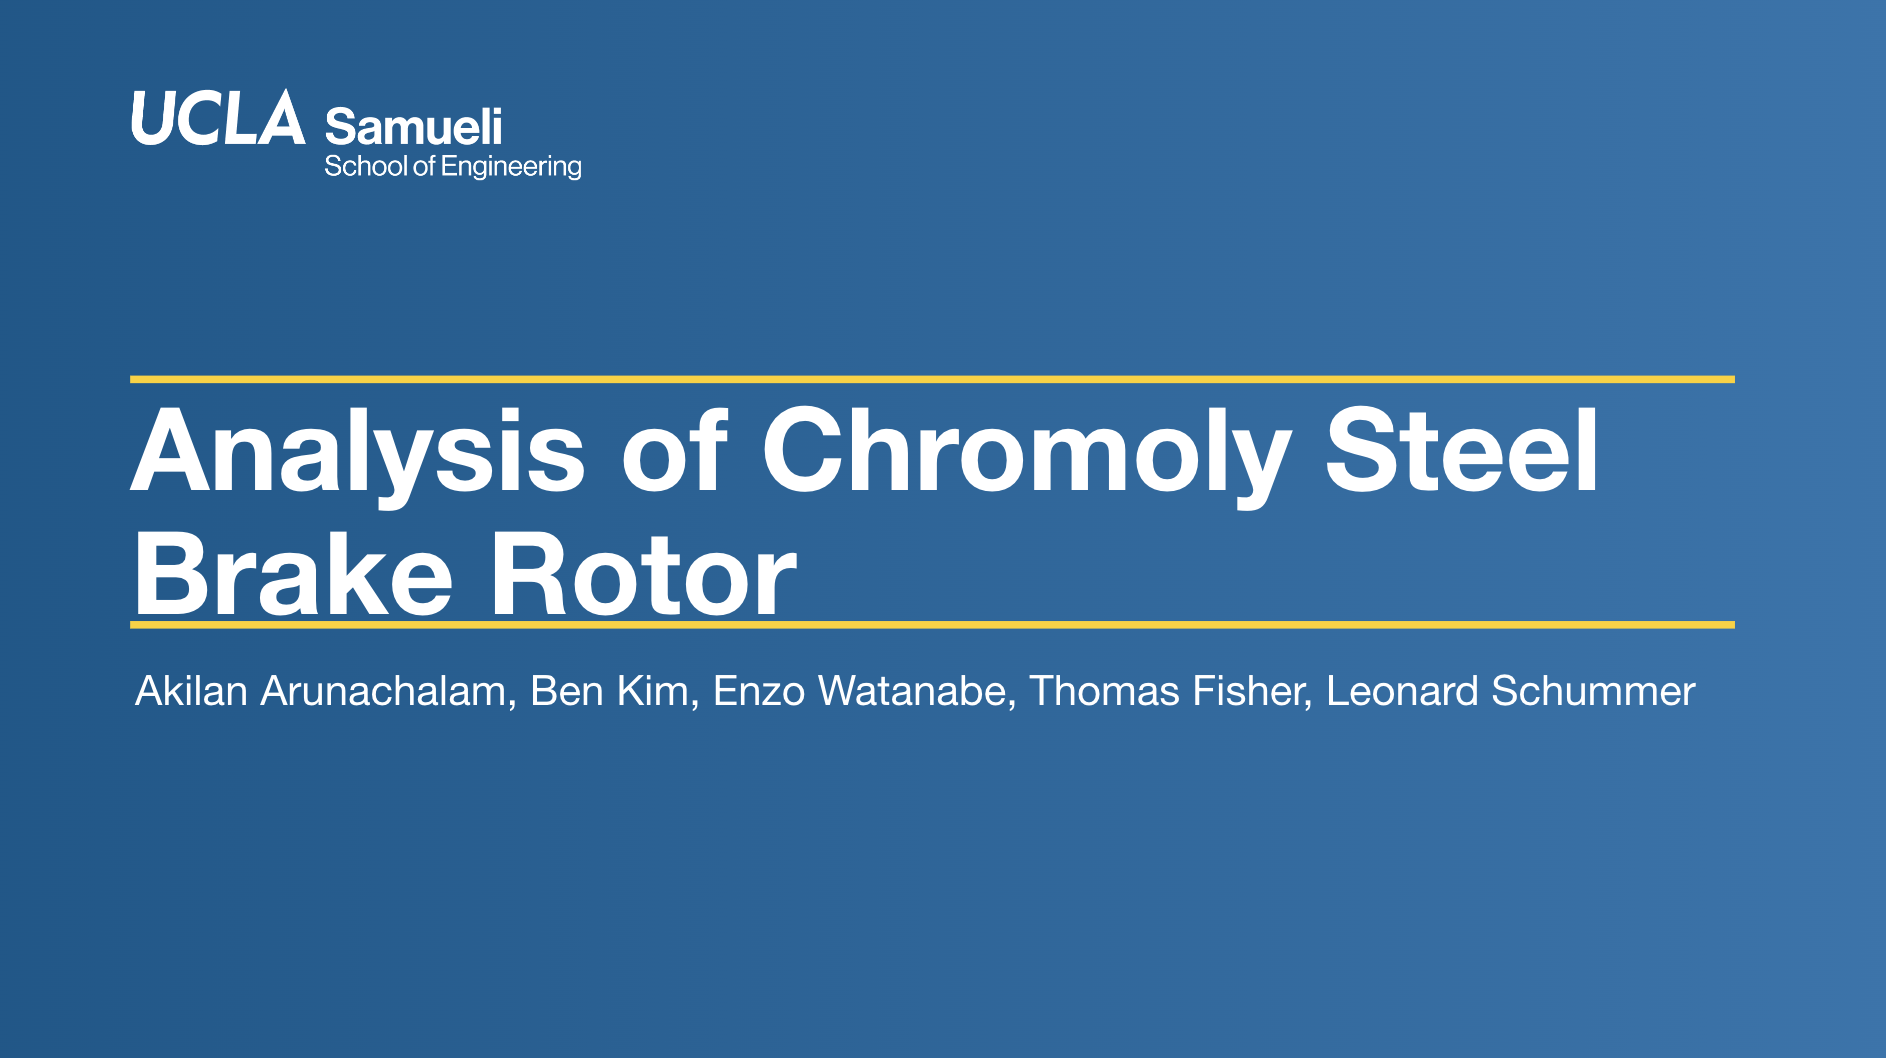 UCLA Samueli
School of Engineering
Analysis of Chromoly Steel
Brake Rotor
Akilan Arunachalam, Ben Kim, Enzo Watanabe, Thomas Fisher, Leonard Schummer